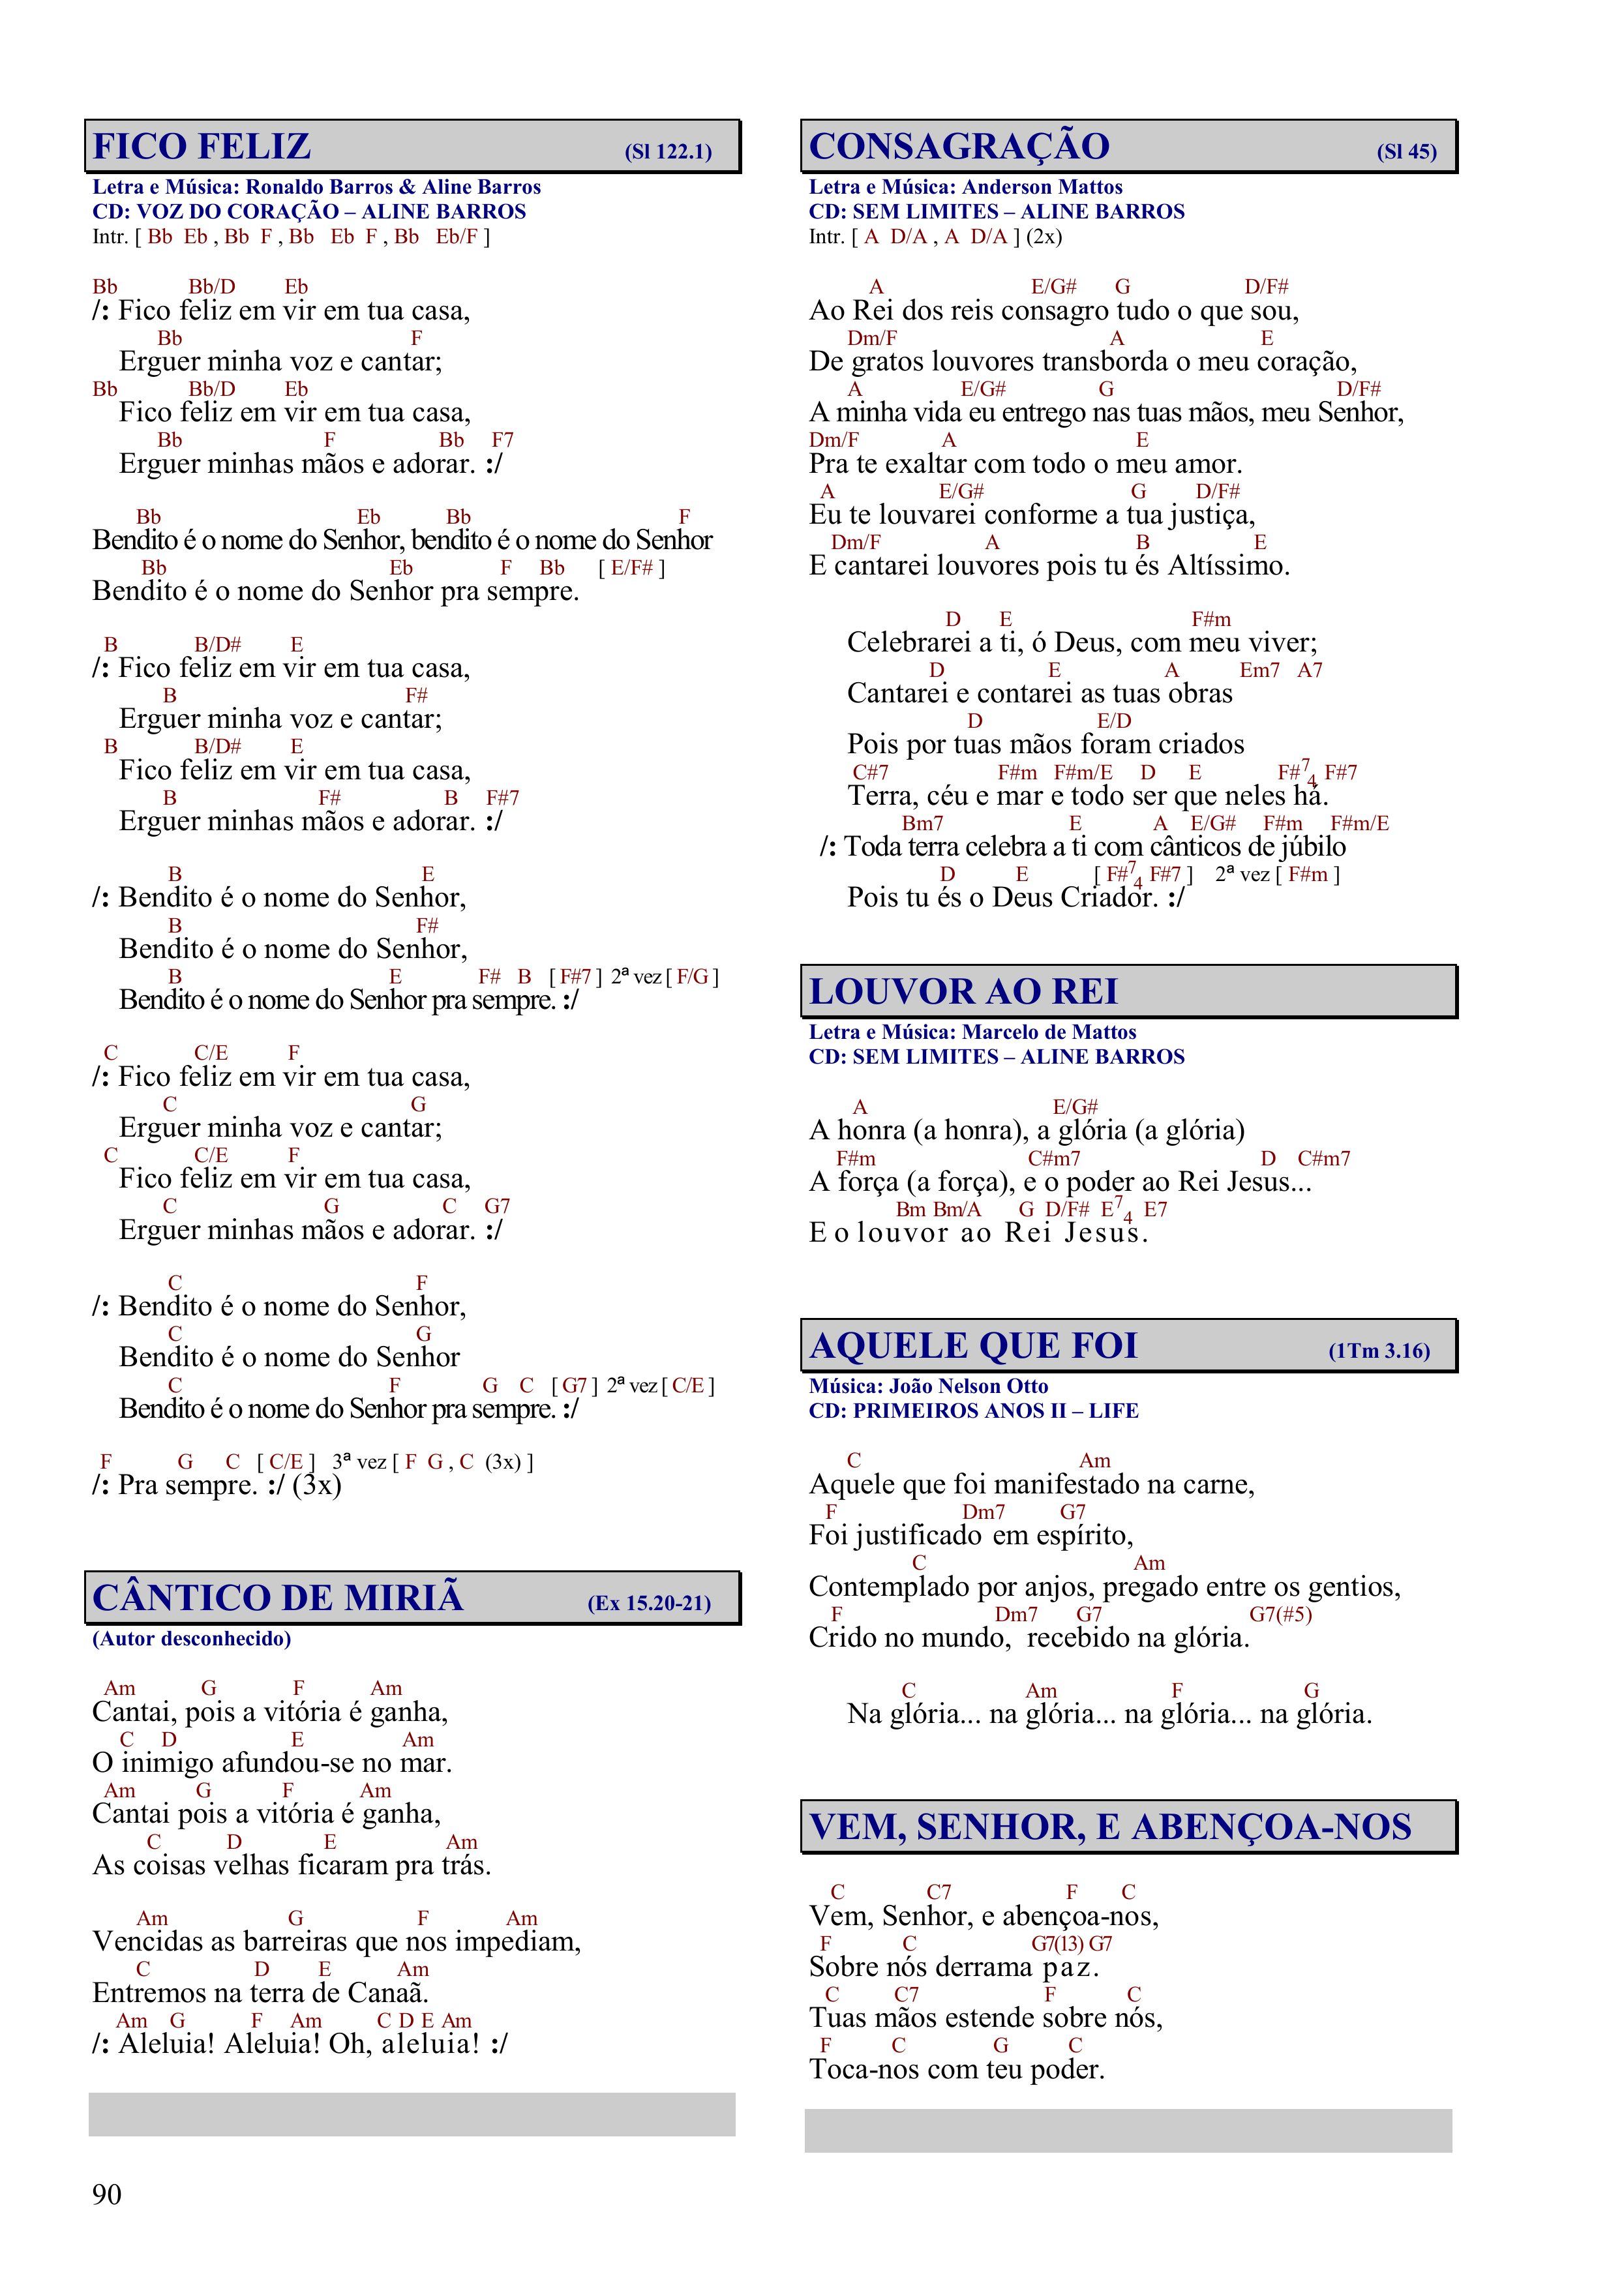 FICO FELIZ (Sl 122.1)
Letra e Música: Ronaldo Barros & Aline Barros
CD: VOZ DO CORAÇÃO – ALINE BARROS
Intr. [ Bb Eb , Bb F , Bb Eb F , Bb Eb/F ]
Bb Bb/D Eb
/: Fico feliz em vir em tua casa,
Bb F
Erguer minha voz e cantar;
Bb Bb/D Eb
Fico feliz em vir em tua casa,
Bb F Bb F7
Erguer minhas mãos e adorar. :/
Bb Eb Bb F
Bendito é o nome do Senhor, bendito é o nome do Senhor
Bb Eb F Bb [ E/F# ]
Bendito é o nome do Senhor pra sempre.
B B/D# E
/: Fico feliz em vir em tua casa,
B F#
Erguer minha voz e cantar;
B B/D# E
Fico feliz em vir em tua casa,
B F# B F#7
Erguer minhas mãos e adorar. :/
B E
/: Bendito é o nome do Senhor,
B F#
Bendito é o nome do Senhor,
B E F# B [ F#7 ] 2ª vez [ F/G ]
Bendito é o nome do Senhor pra sempre. :/
C C/E F
/: Fico feliz em vir em tua casa,
C G
Erguer minha voz e cantar;
C C/E F
Fico feliz em vir em tua casa,
C G C G7
Erguer minhas mãos e adorar. :/
C F
/: Bendito é o nome do Senhor,
C G
Bendito é o nome do Senhor
C F G C [ G7 ] 2ª vez [ C/E ]
Bendito é o nome do Senhor pra sempre. :/
F G C [ C/E ] 3ª vez [ F G , C (3x) ]
/: Pra sempre. :/ (3x)
CÂNTICO DE MIRIÃ (Ex 15.20-21)
(Autor desconhecido)
Am G F Am
Cantai, pois a vitória é ganha,
C D E Am
O inimigo afundou-se no mar.
Am G F Am
Cantai pois a vitória é ganha,
C D E Am
As coisas velhas ficaram pra trás.
Am G F Am
Vencidas as barreiras que nos impediam,
C D E Am
Entremos na terra de Canaã.
Am G F Am C D E Am
/: Aleluia! Aleluia! Oh, aleluia! :/
90
CONSAGRAÇÃO (Sl 45)
Letra e Música: Anderson Mattos
CD: SEM LIMITES – ALINE BARROS
Intr. [ A D/A , A D/A ] (2x)
A E/G# G D/F#
Ao Rei dos reis consagro tudo o que sou,
Dm/F A E
De gratos louvores transborda o meu coração,
A E/G# G D/F#
A minha vida eu entrego nas tuas mãos, meu Senhor,
Dm/F A E
Pra te exaltar com todo o meu amor.
A E/G# G D/F#
Eu te louvarei conforme a tua justiça,
Dm/F A B E
E cantarei louvores pois tu és Altíssimo.
D E F#m
Celebrarei a ti, ó Deus, com meu viver;
D E A Em7 A7
Cantarei e contarei as tuas obras
D E/D
Pois por tuas mãos foram criados
C#7 F#m F#m/E D E F#74 F#7
Terra, céu e mar e todo ser que neles há.
Bm7 E A E/G# F#m F#m/E
/: Toda terra celebra a ti com cânticos de júbilo
D E [ F#74 F#7 ] 2ª vez [ F#m ]
Pois tu és o Deus Criador. :/
LOUVOR AO REI
Letra e Música: Marcelo de Mattos
CD: SEM LIMITES – ALINE BARROS
A E/G#
A honra (a honra), a glória (a glória)
F#m C#m7 D C#m7
A força (a força), e o poder ao Rei Jesus...
Bm Bm/A G D/F# E74 E7
E o louvor ao Rei Jesus.
AQUELE QUE FOI (1Tm 3.16)
Música: João Nelson Otto
CD: PRIMEIROS ANOS II – LIFE
C Am
Aquele que foi manifestado na carne,
F Dm7 G7
Foi justificado em espírito,
C Am
Contemplado por anjos, pregado entre os gentios,
F Dm7 G7 G7(#5)
Crido no mundo, recebido na glória.
C Am F G
Na glória... na glória... na glória... na glória.
VEM, SENHOR, E ABENÇOA-NOS
C C7 F C
Vem, Senhor, e abençoa-nos,
F C G7(13) G7
Sobre nós derrama paz.
C C7 F C
Tuas mãos estende sobre nós,
F C G C
Toca-nos com teu poder.